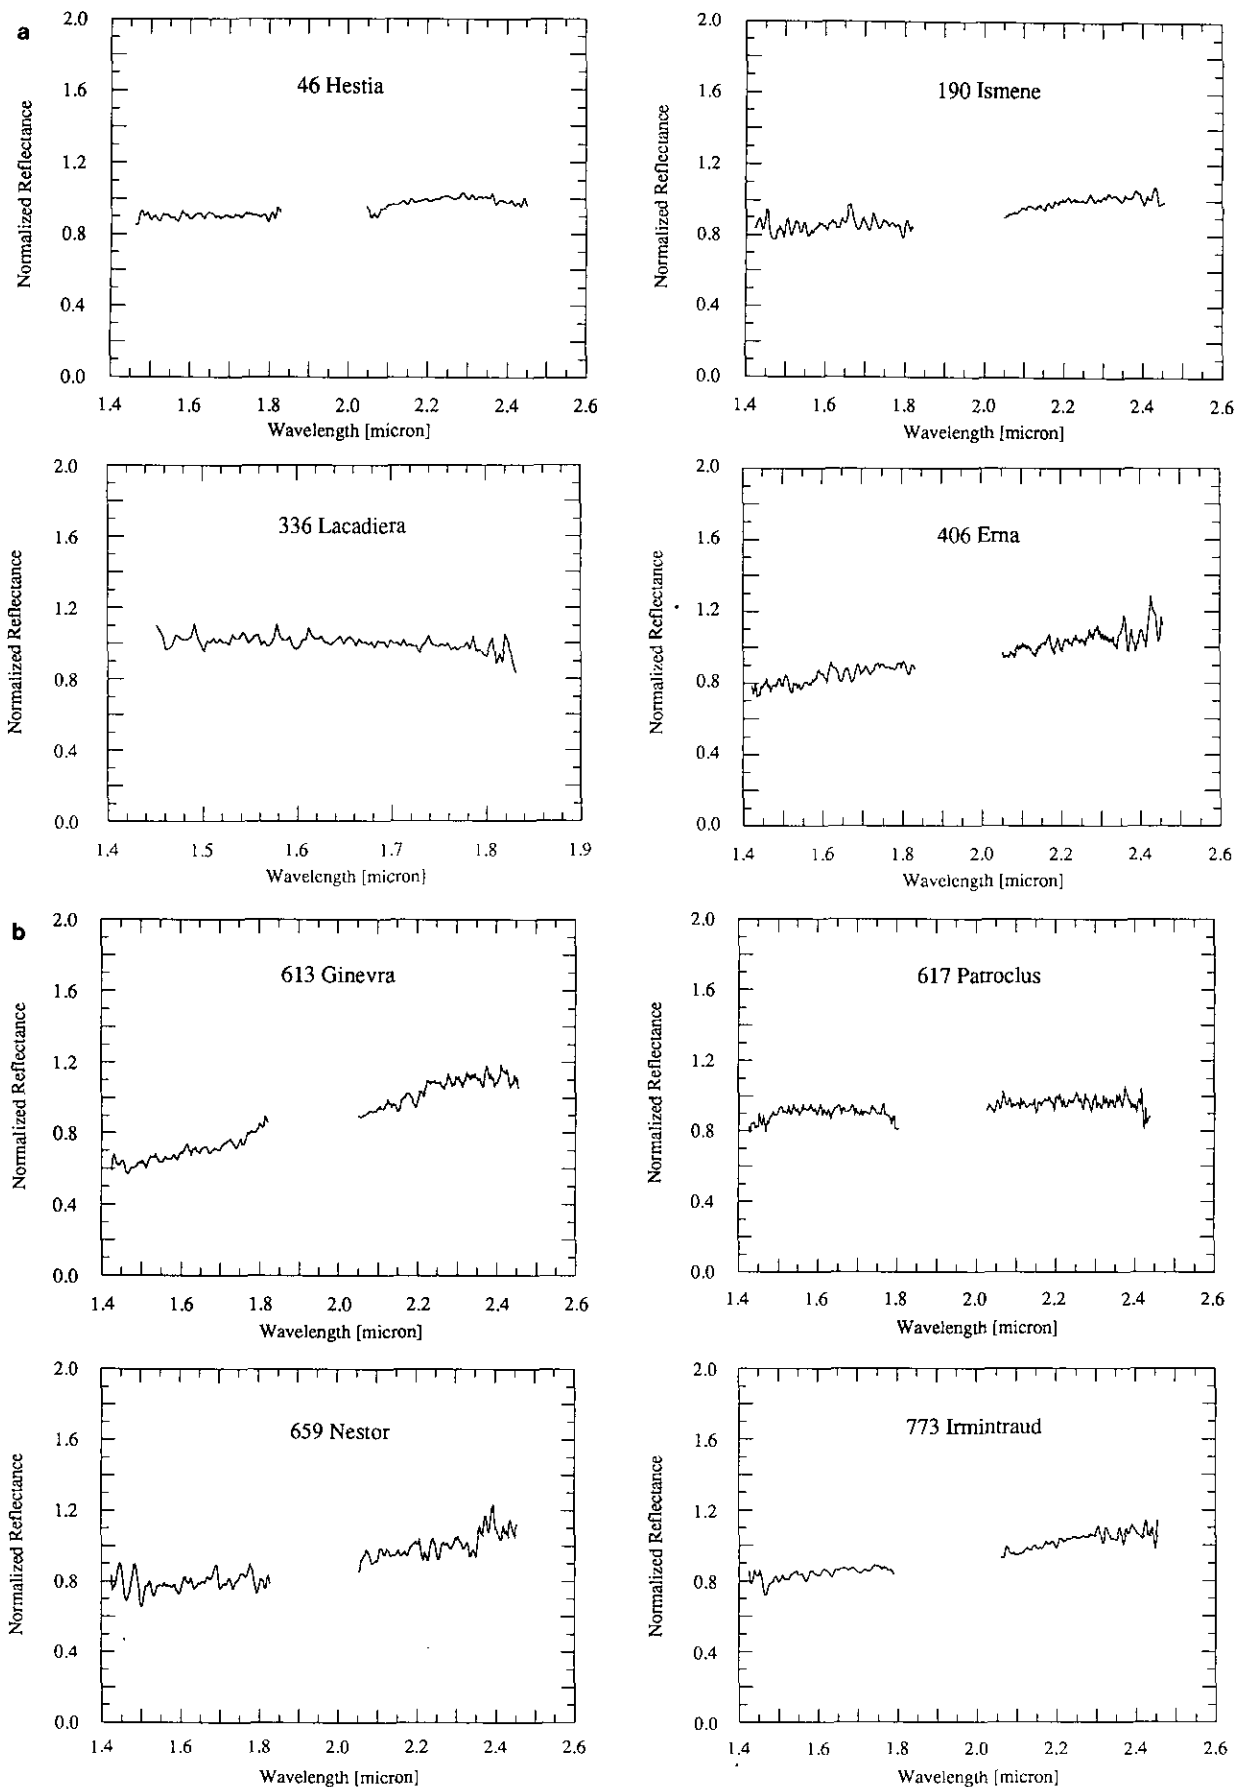 a
46 Hestia
Normalized Reflectance
2.0
1.6
1.2
0.8
0.4
0.0
1.4 1.6 1.8 2.0 2.2 2.4 2.6
Wavelength [micron]
190 Ismene
Normalized Reflectance
2.0
1.6
1.2
0.8
0.4
0.0
1.4 1.6 1.8 2.0 2.2 2.4 2.6
Wavelength [micron]
336 Lacadiera
Normalized Reflectance
2.0
1.6
1.2
0.8
0.4
0.0
1.4 1.5 1.6 1.7 1.8 1.9
Wavelength [micron]
406 Erna
Normalized Reflectance
2.0
1.6
1.2
0.8
0.4
0.0
1.4 1.6 1.8 2.0 2.2 2.4 2.6
Wavelength [micron]
b
613 Ginevra
Normalized Reflectance
2.0
1.6
1.2
0.8
0.4
0.0
1.4 1.6 1.8 2.0 2.2 2.4 2.6
Wavelength [micron]
617 Patroclus
Normalized Reflectance
2.0
1.6
1.2
0.8
0.4
0.0
1.4 1.6 1.8 2.0 2.2 2.4 2.6
Wavelength [micron]
659 Nestor
Normalized Reflectance
2.0
1.6
1.2
0.8
0.4
0.0
1.4 1.6 1.8 2.0 2.2 2.4 2.6
Wavelength [micron]
773 Irmintraud
Normalized Reflectance
2.0
1.6
1.2
0.8
0.4
0.0
1.4 1.6 1.8 2.0 2.2 2.4 2.6
Wavelength [micron]